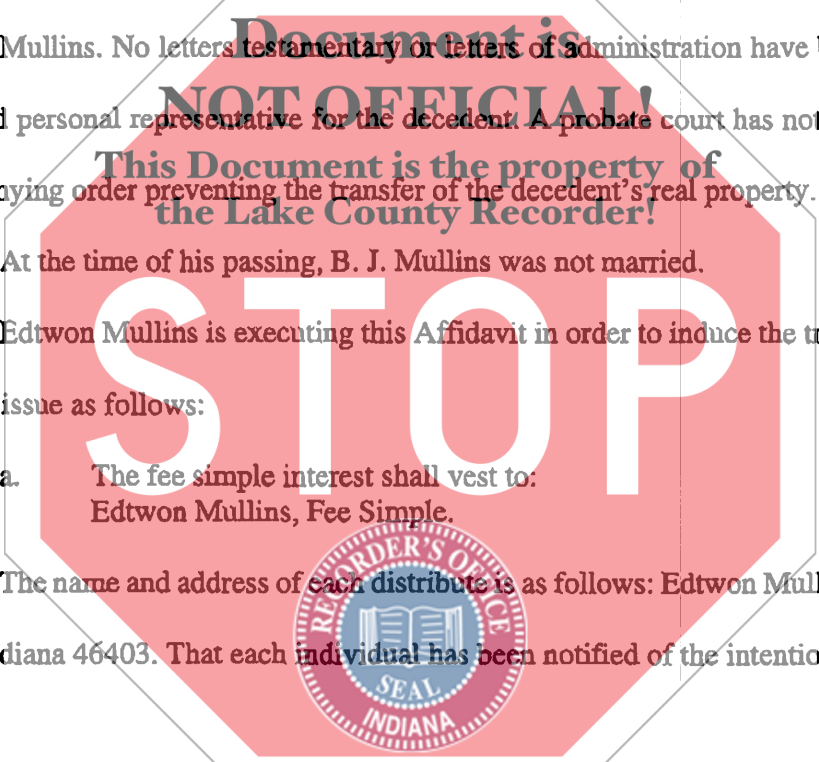 Document is
Mullins. No letters testamentary or letters of administration have
NOT OFFICIAL!
personal representative for the decedent. A probate court has not
This Document is the property of
ying order preventing the transfer of the decedent's real property.
the Lake County Recorder!
At the time of his passing, B. J. Mullins was not married.
STOP
Edtwon Mullins is executing this Affidavit in order to induce the
issue as follows:
a. The fee simple interest shall vest to:
Edtwon Mullins, Fee Simple.
RECORDER'S OFFICE
The name and address of each distribute is as follows: Edtwon Mull
diana 46403. That each individual has been notified of the intentio
SEAL
INDIANA